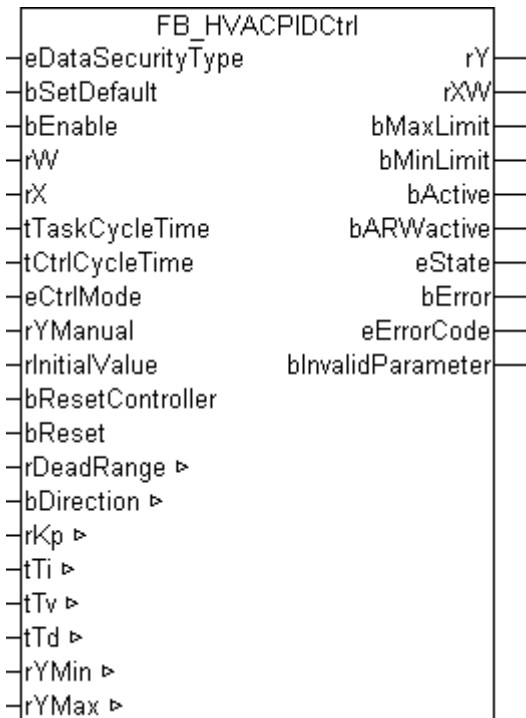 FB_HVACPIDCtrl
eDataSecurityType rY
bSetDefault rXW
bEnable bMaxLimit
rW bMinLimit
rX bActive
tTaskCycleTime bARWactive
tCtrlCycleTime eState
eCtrlMode bError
rYManual eErrorCode
rInitialValue bInvalidParameter
bResetController
bReset
rDeadRange ▹
bDirection ▹
rKp ▹
tTi ▹
tTv ▹
tTd ▹
rYMin ▹
rYMax ▹